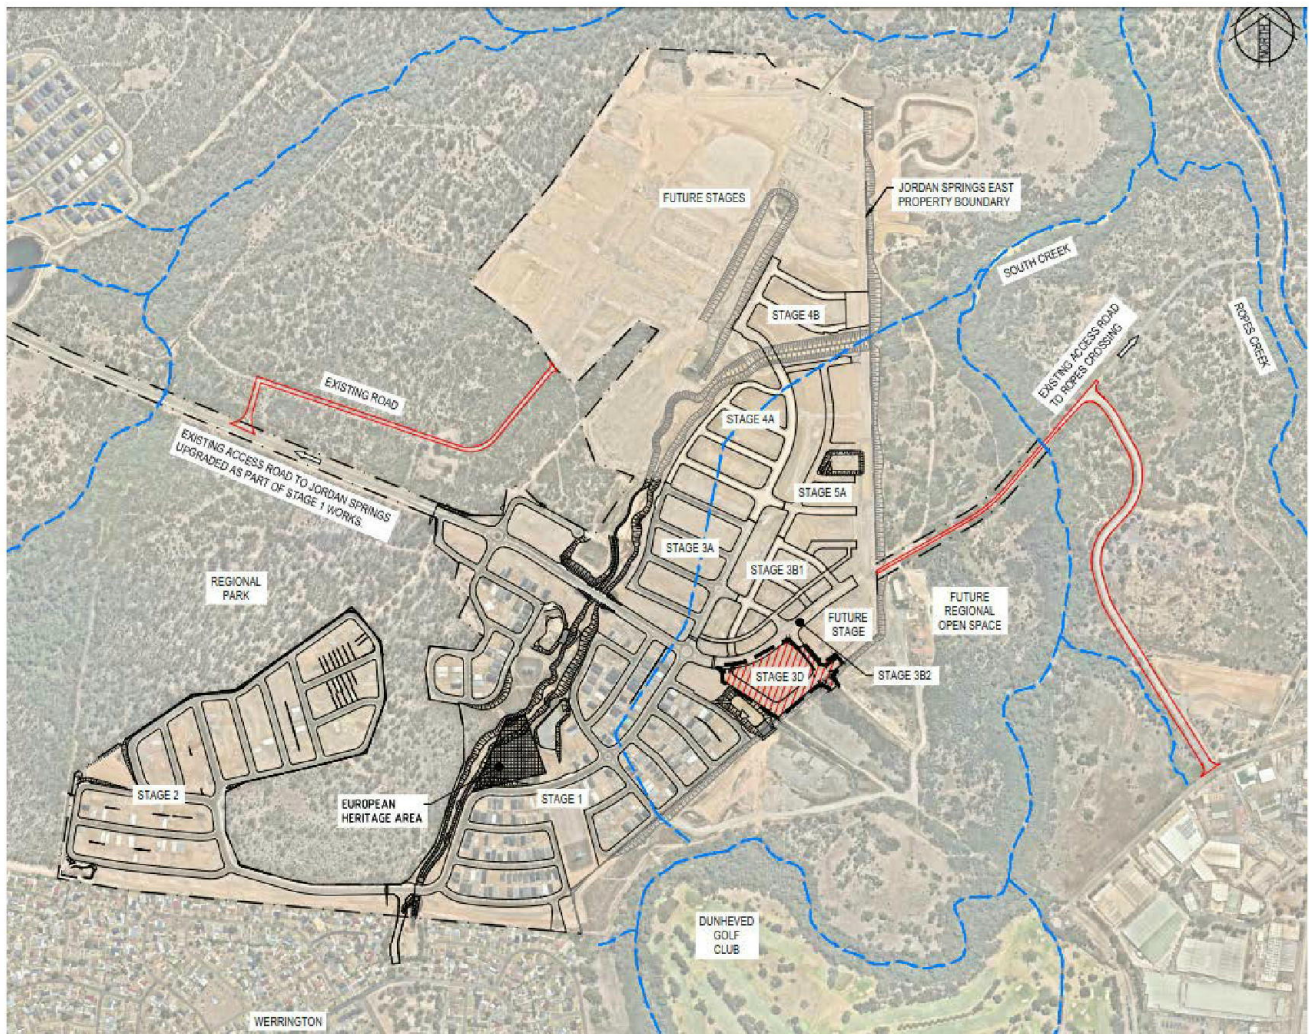 NORTH
FUTURE STAGES
JORDAN SPRINGS EAST
PROPERTY BOUNDARY
SOUTH CREEK
STAGE 4B
ROPES CREEK
EXISTING ACCESS ROAD
TO ROPES CROSSING
EXISTING ROAD
STAGE 4A
EXISTING ACCESS ROAD TO JORDAN SPRINGS
UPGRADED AS PART OF STAGE 1 WORKS.
STAGE 5A
STAGE 3A
STAGE 3B1
REGIONAL
PARK
FUTURE
REGIONAL
OPEN SPACE
FUTURE
STAGE
STAGE 3D
STAGE 3B2
STAGE 2
STAGE 1
EUROPEAN
HERITAGE AREA
DUNHEVED
GOLF
CLUB
WERRINGTON